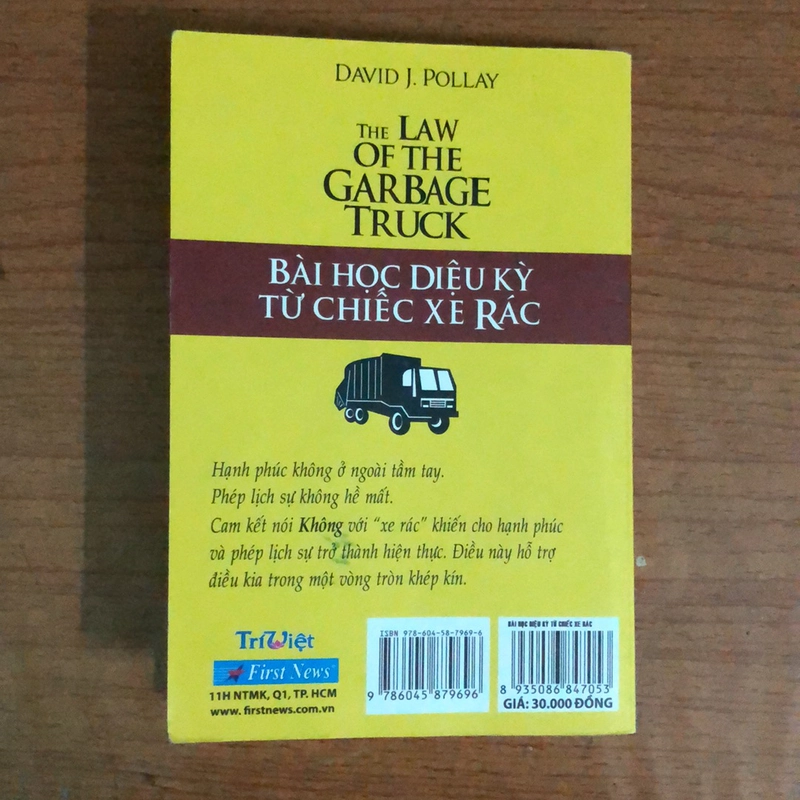 DAVID J. POLLAY
THE LAW
OF THE
GARBAGE
TRUCK
BÀI HỌC DIỆU KỲ
TỪ CHIẾC XE RÁC
Hạnh phúc không ở ngoài tầm tay.
Phép lịch sự không hề mất.
Cam kết nói Không với “xe rác” khiến cho hạnh phúc
và phép lịch sự trở thành hiện thực. Điều này hỗ trợ
điều kia trong một vòng tròn khép kín.
TríViệt
First News
11H NTMK, Q1, TP. HCM
www. firstnews.com.vn
ISBN 978-604-58-7969-6
9 786045 879696
BÀI HỌC DIỆU KỲ TỪ CHIẾC XE RÁC
8 935086 847053
GIÁ: 30.000 ĐỒNG